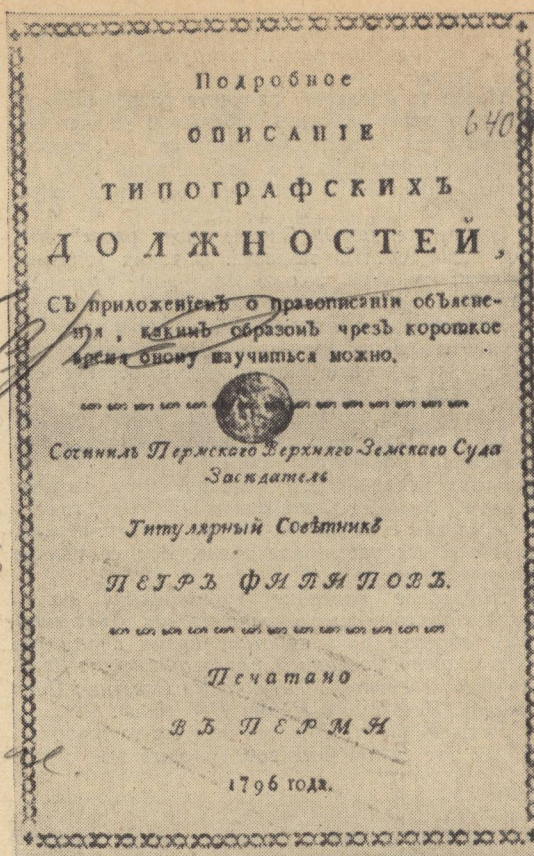 Подробное
ОПИСАНІЕ
640
ТИПОГРАФСКИХЪ
ДОЛЖНОСТЕЙ,
Съ приложеніемъ о правописаніи объясне-
нія, какимъ образомъ чрезъ короткое
время оному научиться можно.
Сочинилъ Пермскаго Верхняго Земскаго Суда
Засѣдатель
Титулярный Совѣтникъ
ПЕТРЪ ФИЛИПОВЪ.
Печатано
ВЪ ПЕРМИ
1796 года.